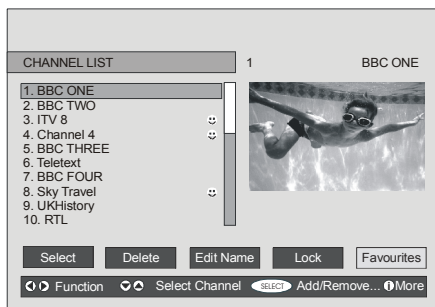 CHANNEL LIST
1 BBC ONE
1. BBC ONE
2. BBC TWO
3. ITV 8
4. Channel 4
5. BBC THREE
6. Teletext
7. BBC FOUR
8. Sky Travel
9. UKHistory
10. RTL
Select Delete Edit Name Lock Favourites
Function Select Channel SELECT Add/Remove... i More